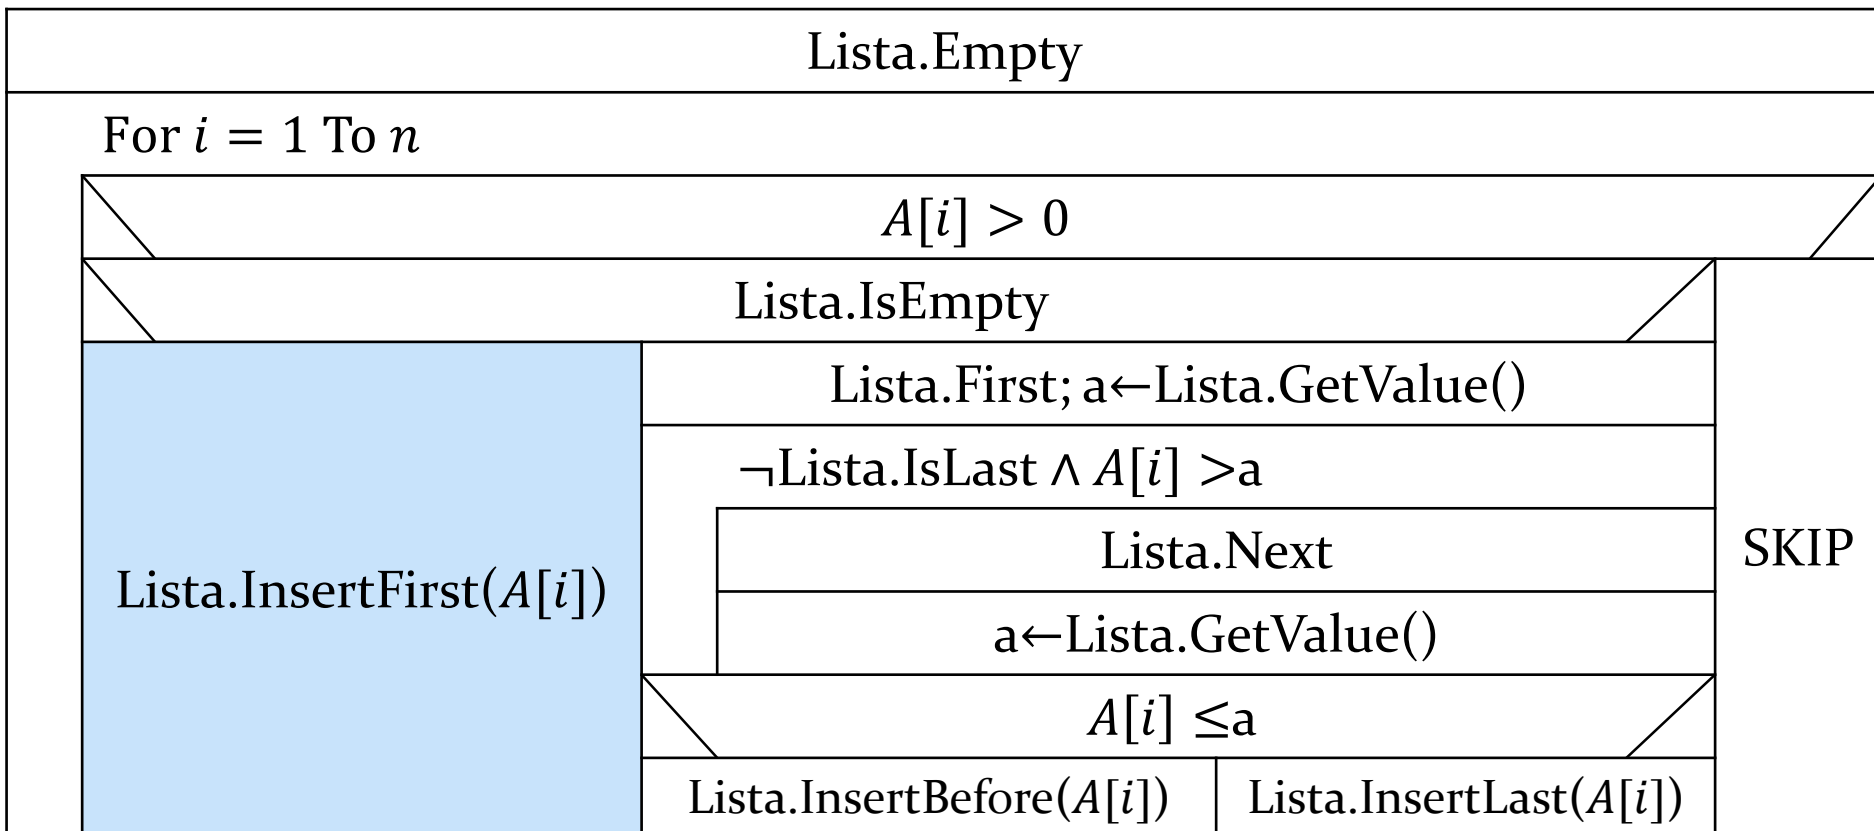 Lista.Empty
For i = 1 To n
A[i] > 0
Lista.IsEmpty
Lista.First; a←Lista.GetValue()
¬Lista.IsLast ∧ A[i] >a
Lista.Next
SKIP
Lista.InsertFirst(A[i])
a←Lista.GetValue()
A[i] ≤a
Lista.InsertBefore(A[i])
Lista.InsertLast(A[i])